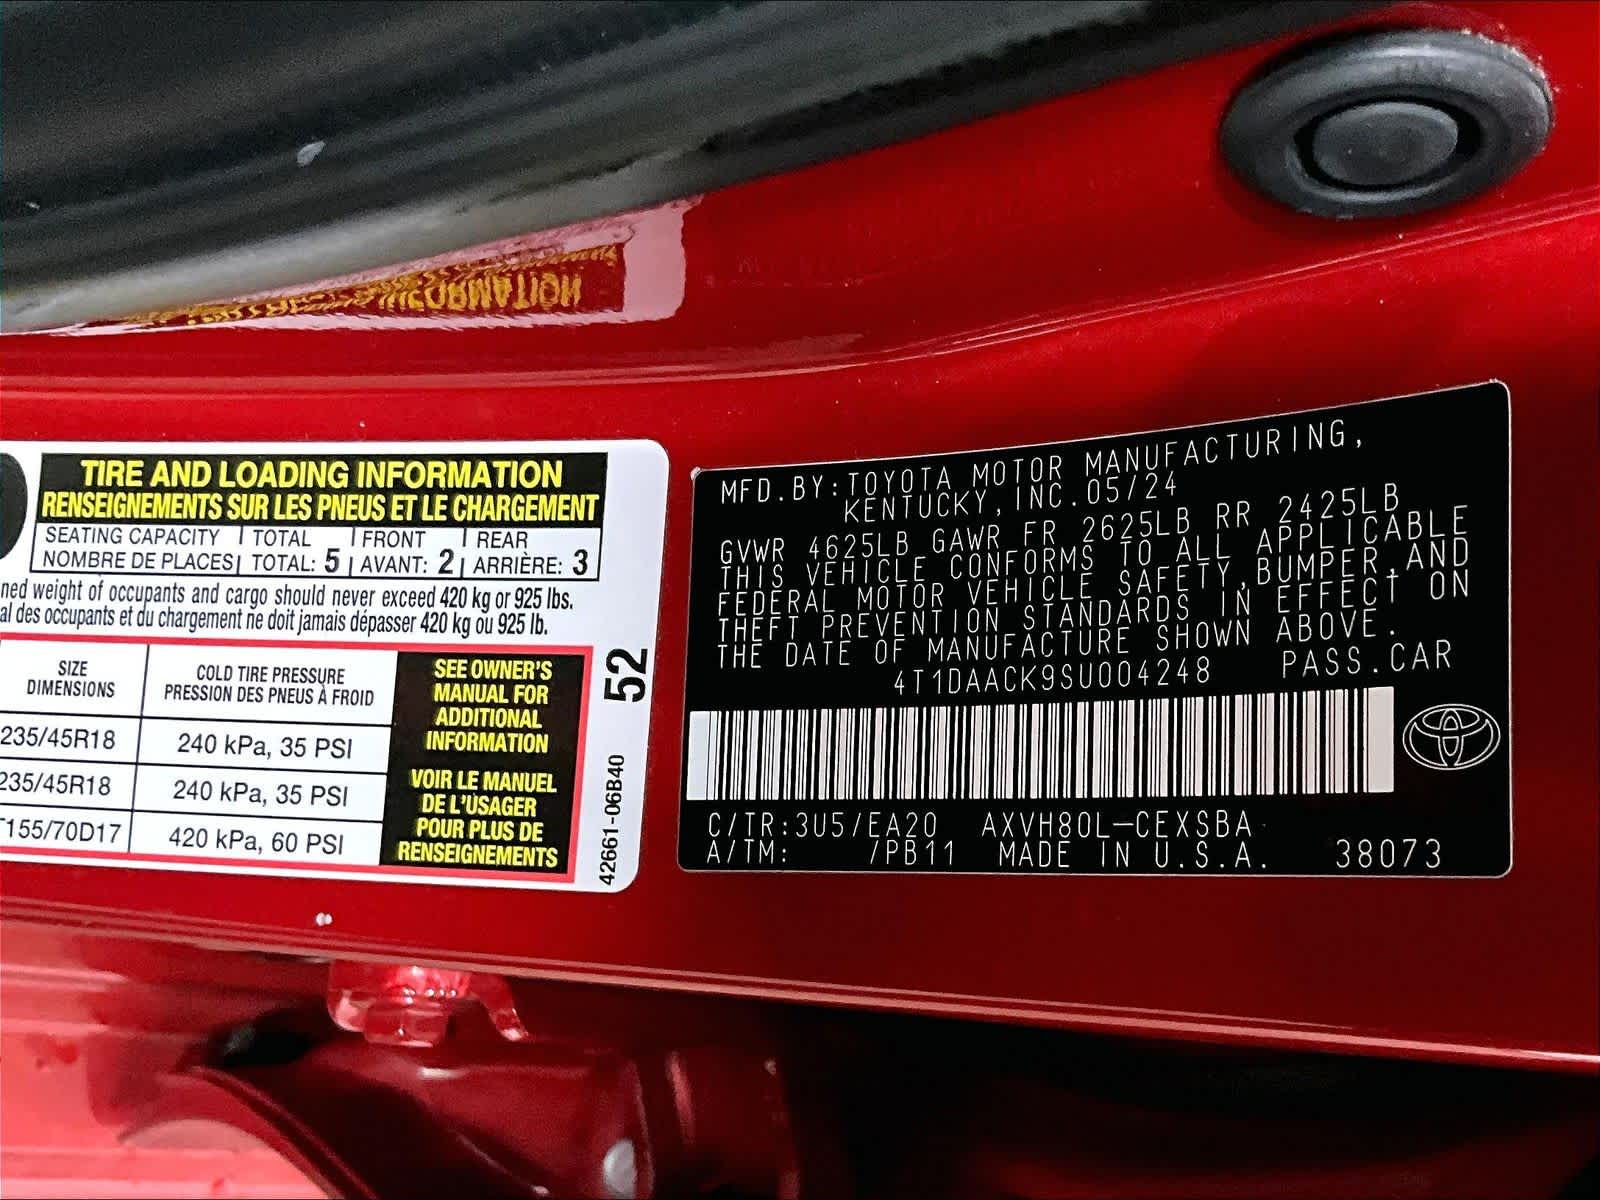 TIRE AND LOADING INFORMATION
RENSEIGNEMENTS SUR LES PNEUS ET LE CHARGEMENT
SEATING CAPACITY TOTAL FRONT REAR
NOMBRE DE PLACES TOTAL: 5 AVANT: 2 ARRIÈRE: 3
ned weight of occupants and cargo should never exceed 420 kg or 925 lbs.
al des occupants et du chargement ne doit jamais dépasser 420 kg ou 925 lb.
SIZE
DIMENSIONS
COLD TIRE PRESSURE
PRESSION DES PNEUS À FROID
235/45R18 240 kPa, 35 PSI
235/45R18 240 kPa, 35 PSI
T155/70D17 420 kPa, 60 PSI
SEE OWNER'S
MANUAL FOR
ADDITIONAL
INFORMATION
VOIR LE MANUEL
DE L'USAGER
POUR PLUS DE
RENSEIGNEMENTS
52
42661-06B40
MFD.BY:TOYOTA MOTOR MANUFACTURING,
KENTUCKY,INC.05/24
GVWR 4625LB GAWR FR 2625LB RR 2425LB
THIS VEHICLE CONFORMS TO ALL APPLICABLE
FEDERAL MOTOR VEHICLE SAFETY,BUMPER,AND
THEFT PREVENTION STANDARDS IN EFFECT ON
THE DATE OF MANUFACTURE SHOWN ABOVE.
4T1DAACK9SU004248 PASS.CAR
C/TR:3U5/EA20 AXVH80L-CEXSBA
A/TM: /PB11 MADE IN U.S.A. 38073